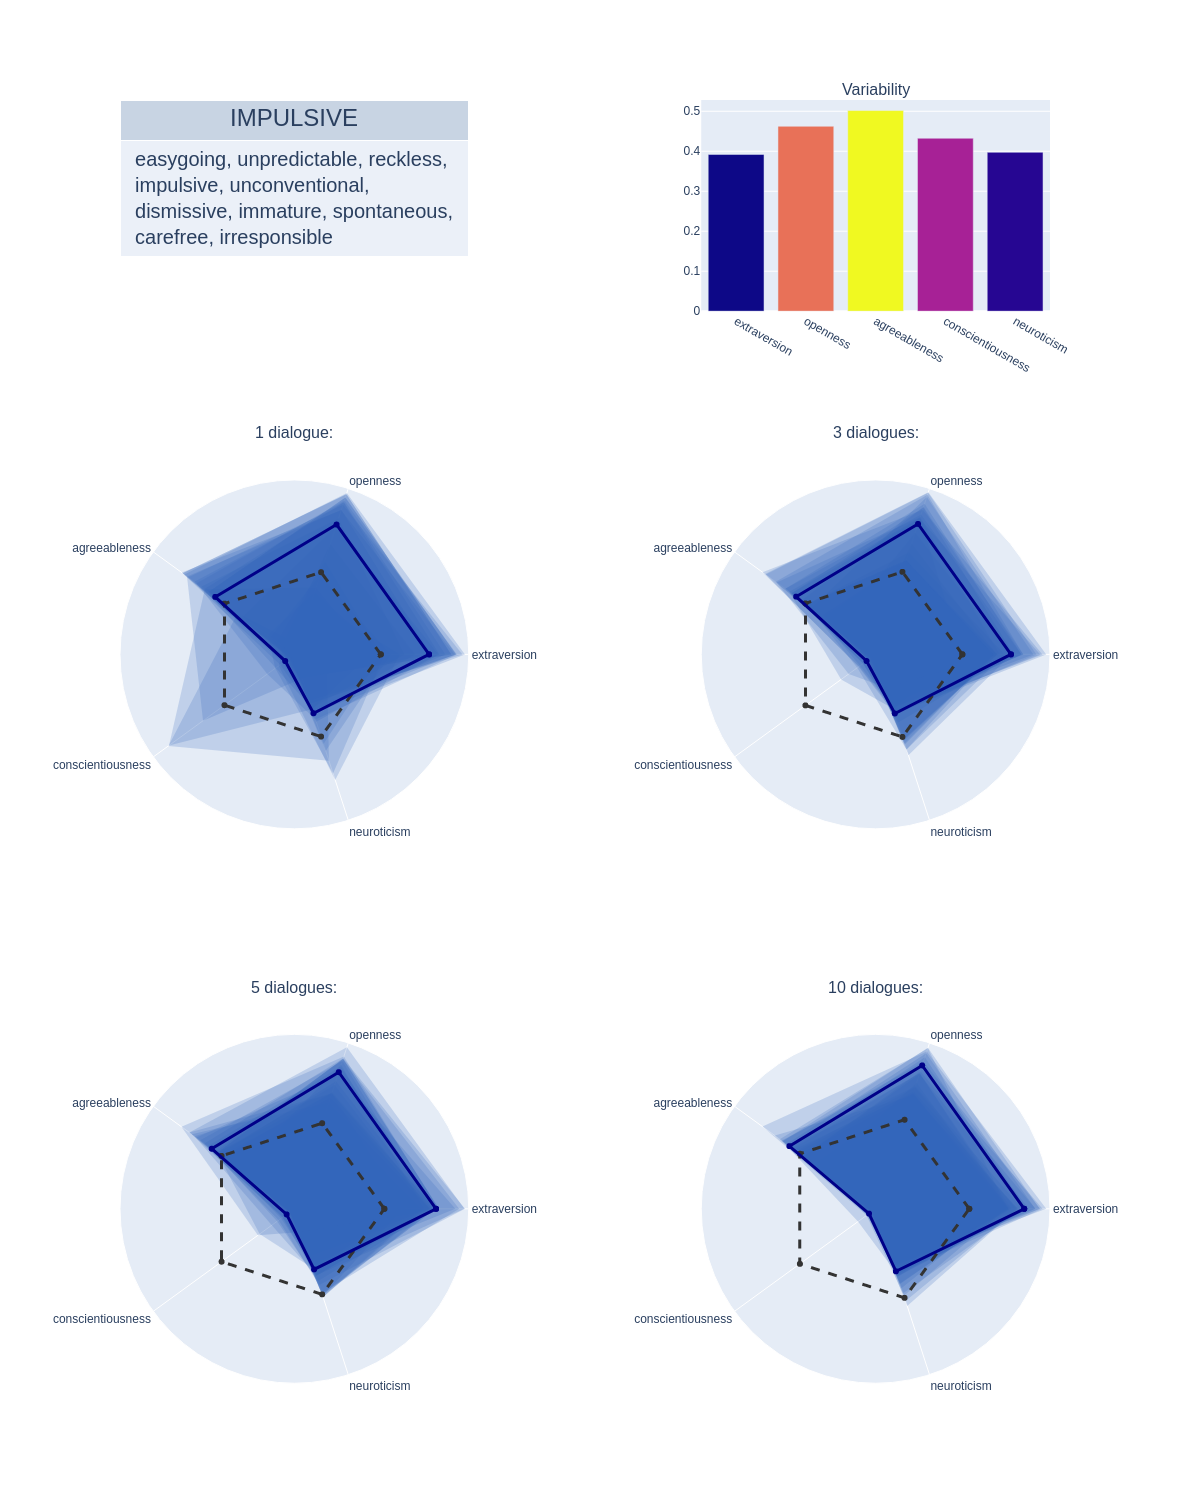 IMPULSIVE
easygoing, unpredictable, reckless,
impulsive, unconventional,
dismissive, immature, spontaneous,
carefree, irresponsible
Variability
0.5
0.4
0.3
0.2
0.1
0
extraversion
openness
agreeableness
conscientiousness
neuroticism
1 dialogue:
openness
agreeableness
extraversion
conscientiousness
neuroticism
3 dialogues:
openness
agreeableness
extraversion
conscientiousness
neuroticism
5 dialogues:
openness
agreeableness
extraversion
conscientiousness
neuroticism
10 dialogues:
openness
agreeableness
extraversion
conscientiousness
neuroticism